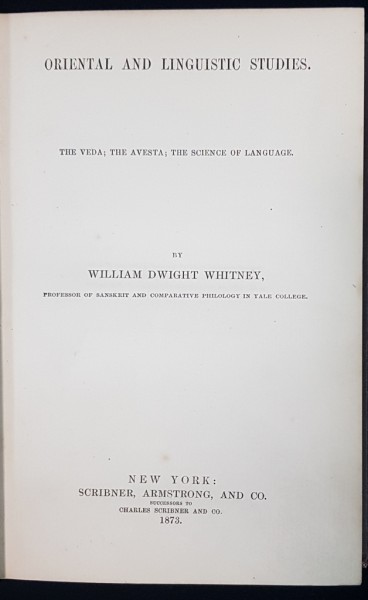 ORIENTAL AND LINGUISTIC STUDIES.
THE VEDA; THE AVESTA; THE SCIENCE OF LANGUAGE.
BY
WILLIAM DWIGHT WHITNEY,
PROFESSOR OF SANSKRIT AND COMPARATIVE PHILOLOGY IN YALE COLLEGE.
NEW YORK:
SCRIBNER, ARMSTRONG, AND CO.
SUCCESSORS TO
CHARLES SCRIBNER AND CO.
1873.